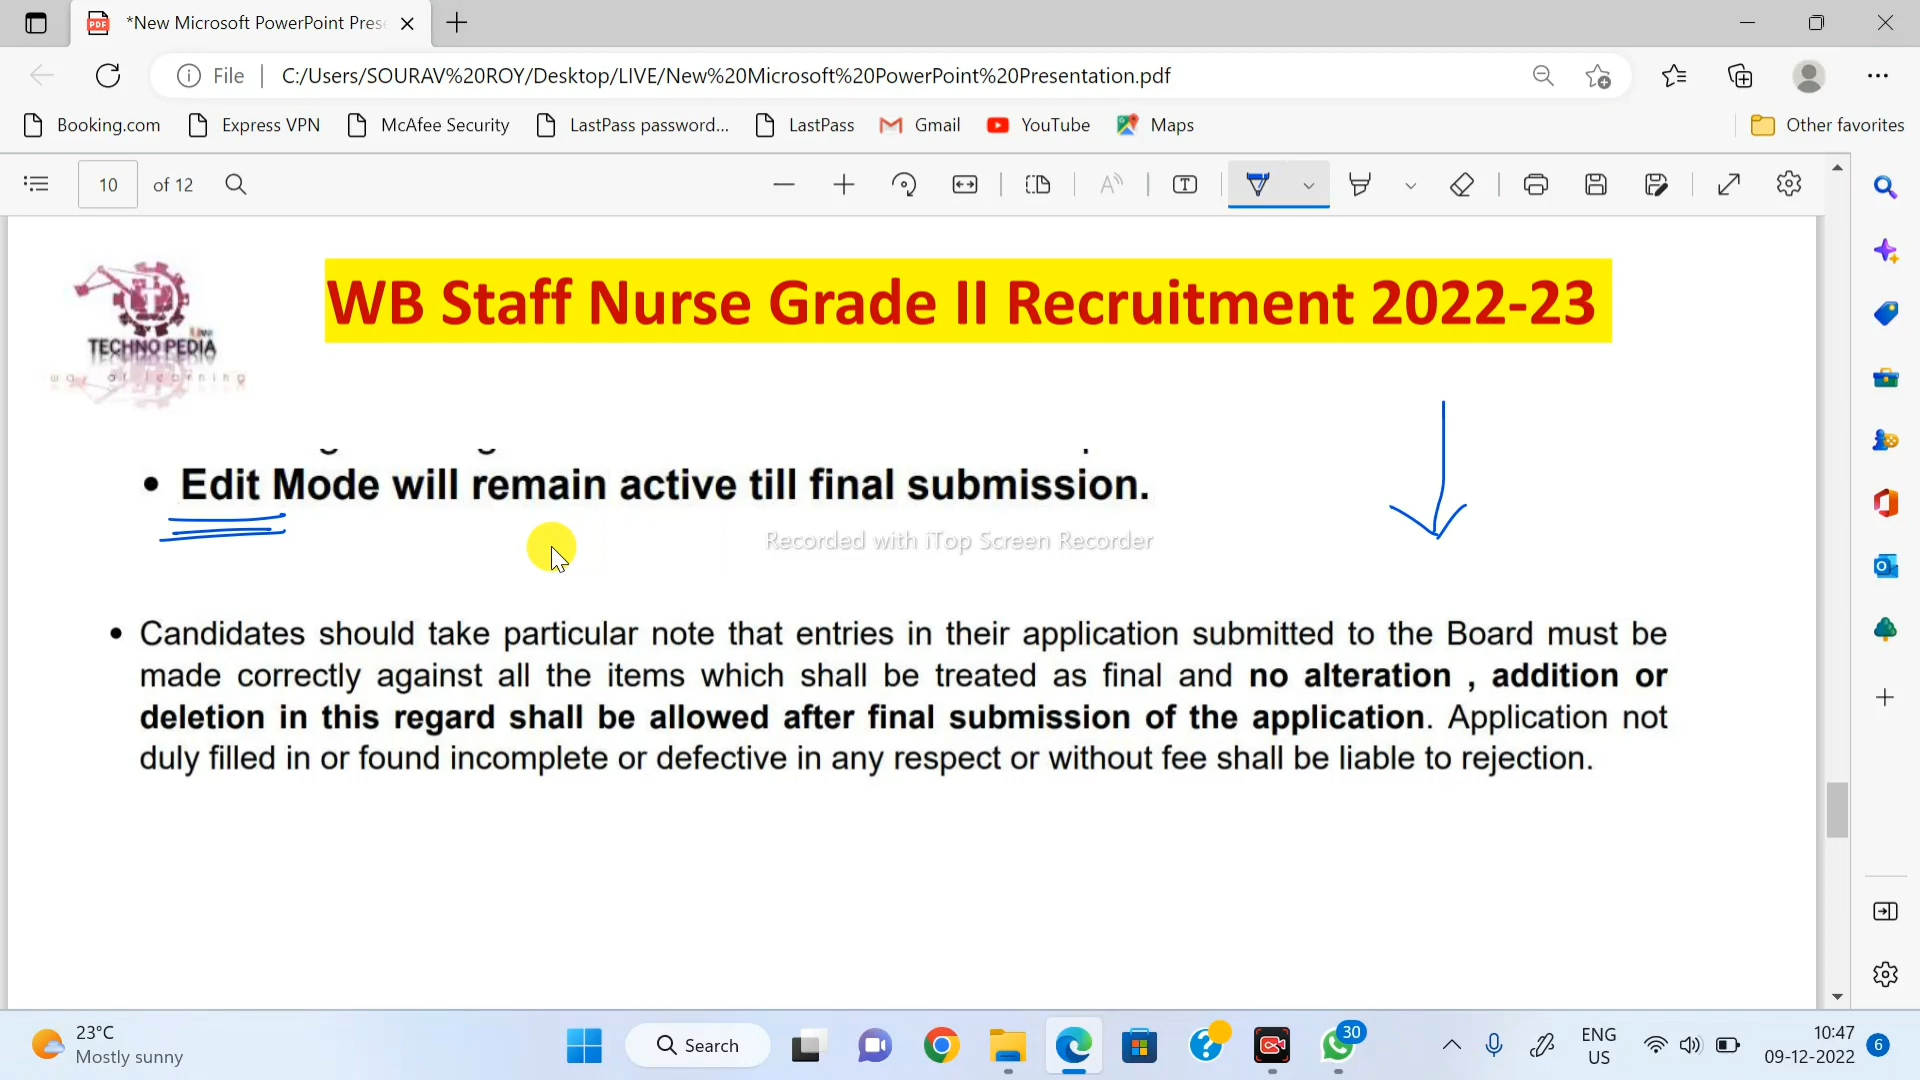 *New Microsoft PowerPoint Pres
File
C:/Users/SOURAV%20ROY/Desktop/LIVE/New%20Microsoft%20PowerPoint%20Presentation.pdf
Booking.com
Express VPN
McAfee Security
LastPass password...
LastPass
Gmail
YouTube
Maps
Other favorites
10 of 12
WB Staff Nurse Grade II Recruitment 2022-23
Live
TECHNO PEDIA
way of learning
• Edit Mode will remain active till final submission.
Recorded with iTop Screen Recorder
• Candidates should take particular note that entries in their application submitted to the Board must be
made correctly against all the items which shall be treated as final and no alteration , addition or
deletion in this regard shall be allowed after final submission of the application. Application not
duly filled in or found incomplete or defective in any respect or without fee shall be liable to rejection.
23°C
Mostly sunny
Search
30
ENG
US
10:47
09-12-2022
6